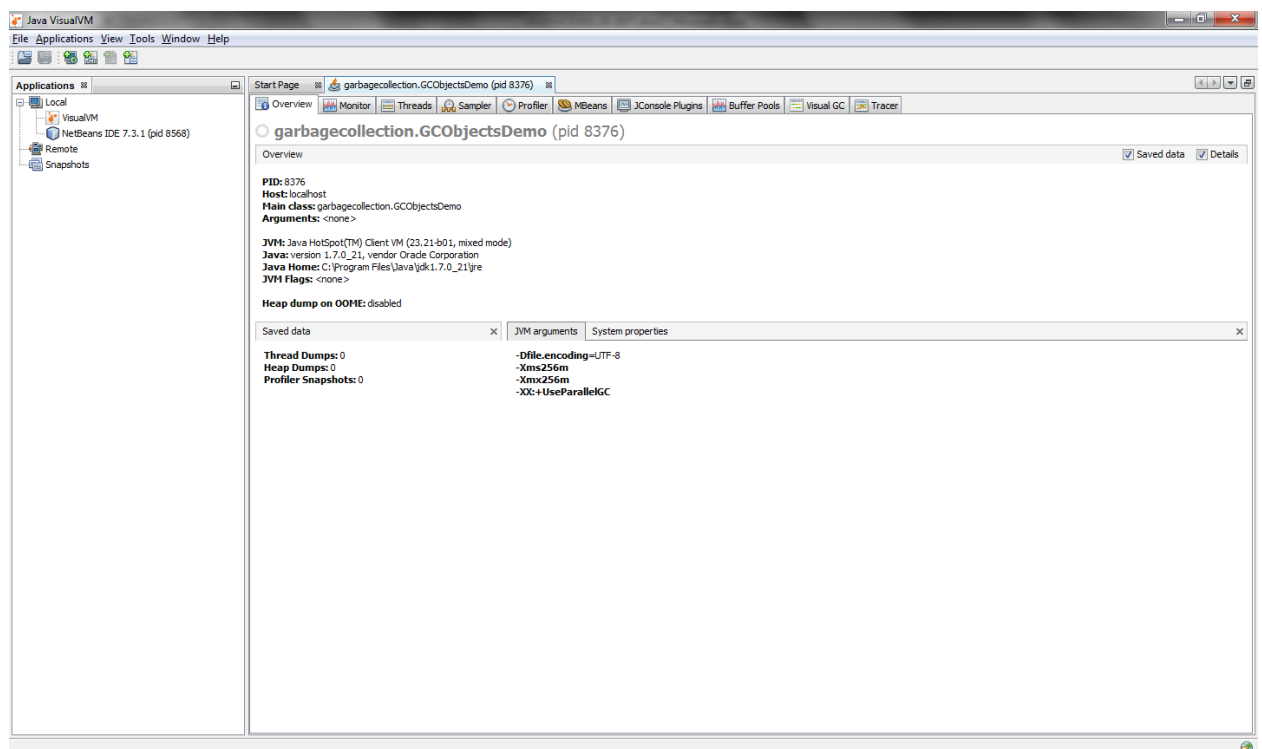 Java VisualVM
File Applications View Tools Window Help
Applications
Local
VisualVM
NetBeans IDE 7.3.1 (pid 8568)
Remote
Snapshots
Start Page garbagecollection.GCObjectsDemo (pid 8376)
Overview Monitor Threads Sampler Profiler MBeans JConsole Plugins Buffer Pools Visual GC Tracer
garbagecollection.GCObjectsDemo (pid 8376)
Overview Saved data Details
PID: 8376
Host: localhost
Main class: garbagecollection.GCObjectsDemo
Arguments: <none>
JVM: Java HotSpot(TM) Client VM (23.21-b01, mixed mode)
Java: version 1.7.0_21, vendor Oracle Corporation
Java Home: C:\Program Files\Java\jdk1.7.0_21\jre
JVM Flags: <none>
Heap dump on OOME: disabled
Saved data
Thread Dumps: 0
Heap Dumps: 0
Profiler Snapshots: 0
JVM arguments System properties
-Dfile.encoding=UTF-8
-Xms256m
-Xmx256m
-XX:+UseParallelGC